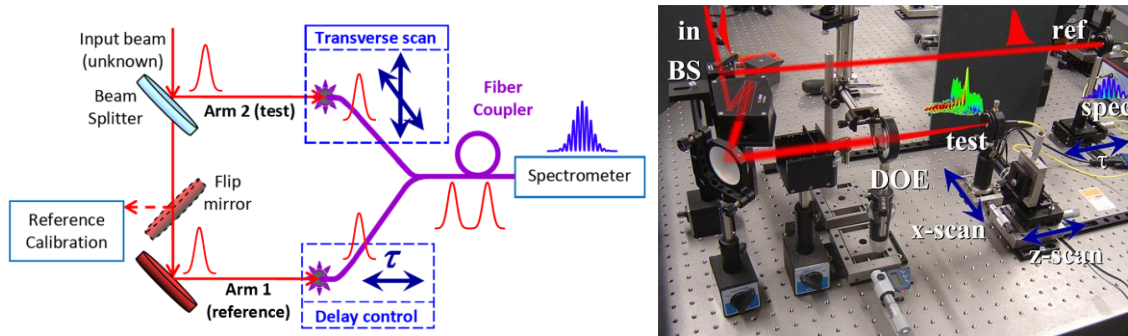 Input beam
(unknown)
Beam
Splitter
Arm 2 (test)
Transverse scan
Fiber
Coupler
Spectrometer
Flip
mirror
Reference
Calibration
Arm 1
(reference)
τ
Delay control
in
BS
ref
test
spec
τ
DOE
x-scan
z-scan